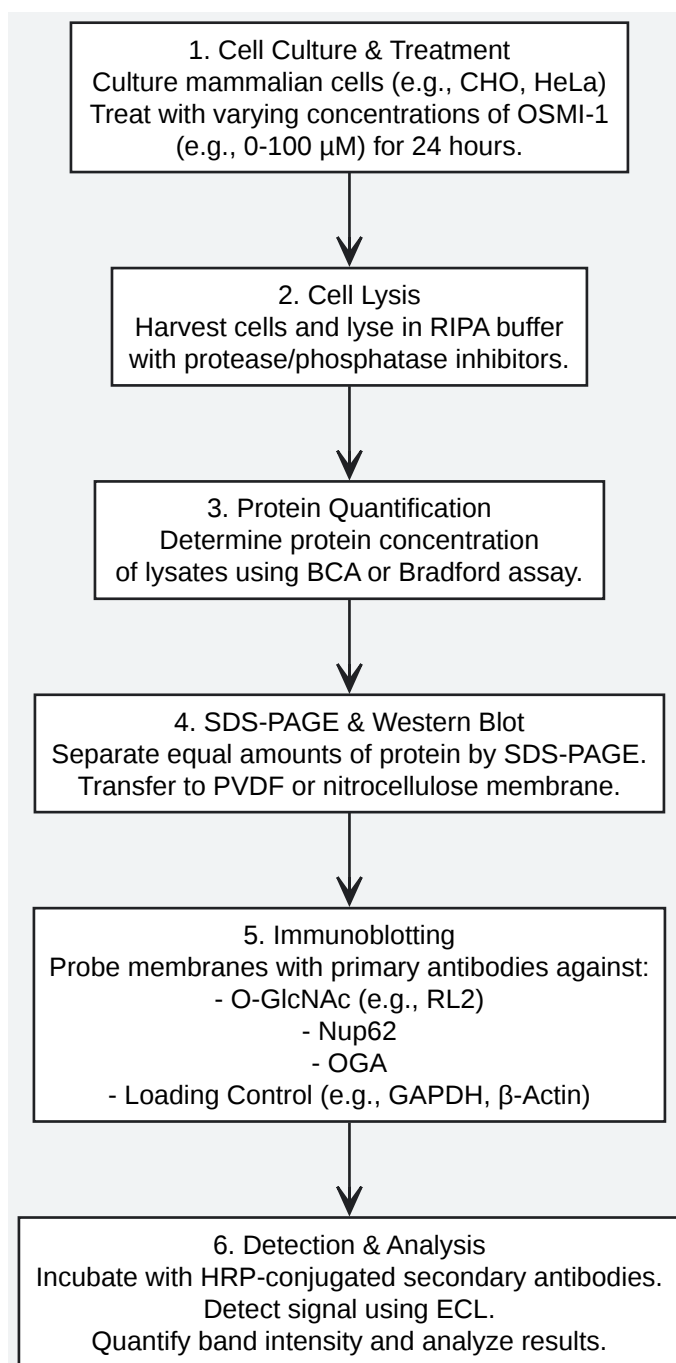 1. Cell Culture & Treatment
Culture mammalian cells (e.g., CHO, HeLa)
Treat with varying concentrations of OSMI-1
(e.g., 0-100 µM) for 24 hours.
2. Cell Lysis
Harvest cells and lyse in RIPA buffer
with protease/phosphatase inhibitors.
3. Protein Quantification
Determine protein concentration
of lysates using BCA or Bradford assay.
4. SDS-PAGE & Western Blot
Separate equal amounts of protein by SDS-PAGE.
Transfer to PVDF or nitrocellulose membrane.
5. Immunoblotting
Probe membranes with primary antibodies against:
- O-GlcNAc (e.g., RL2)
- Nup62
- OGA
- Loading Control (e.g., GAPDH, β-Actin)
6. Detection & Analysis
Incubate with HRP-conjugated secondary antibodies.
Detect signal using ECL.
Quantify band intensity and analyze results.